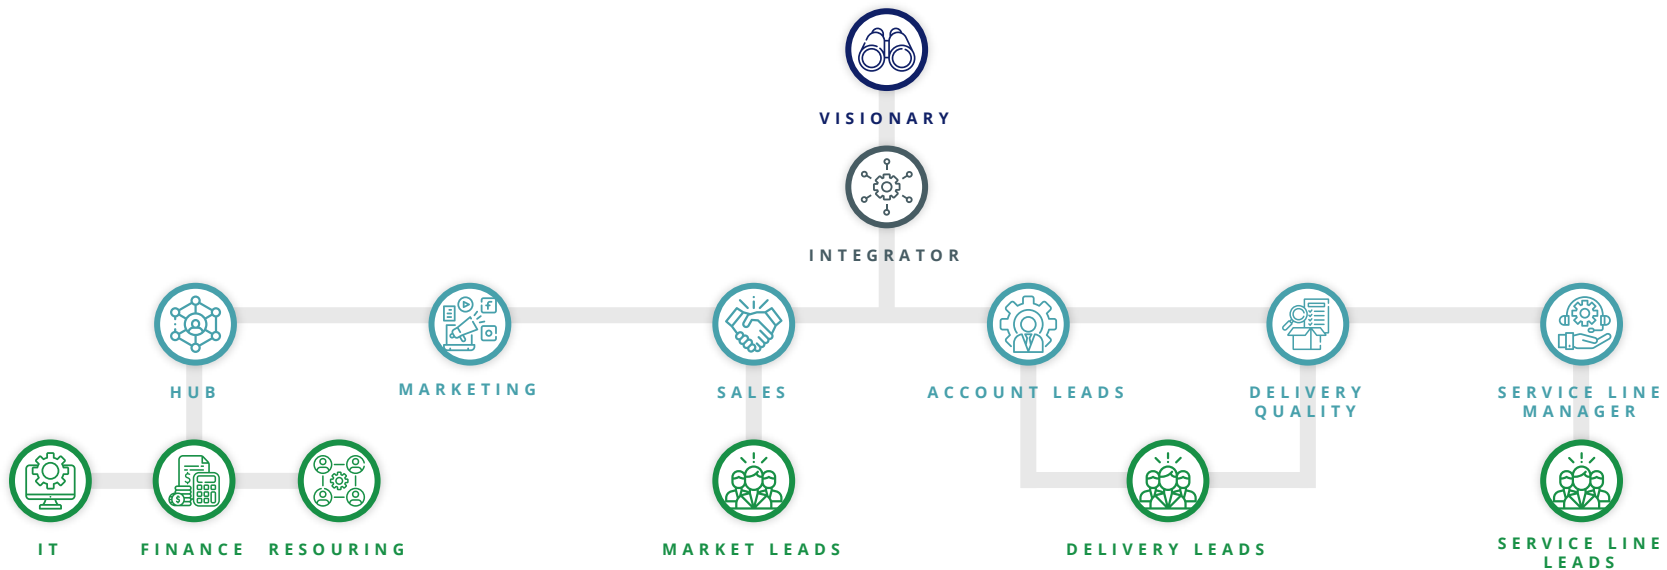 VISIONARY
INTEGRATOR
HUB
MARKETING
SALES
ACCOUNT LEADS
DELIVERY
QUALITY
SERVICE LINE
MANAGER
IT
FINANCE
RESOURING
MARKET LEADS
DELIVERY LEADS
SERVICE LINE
LEADS